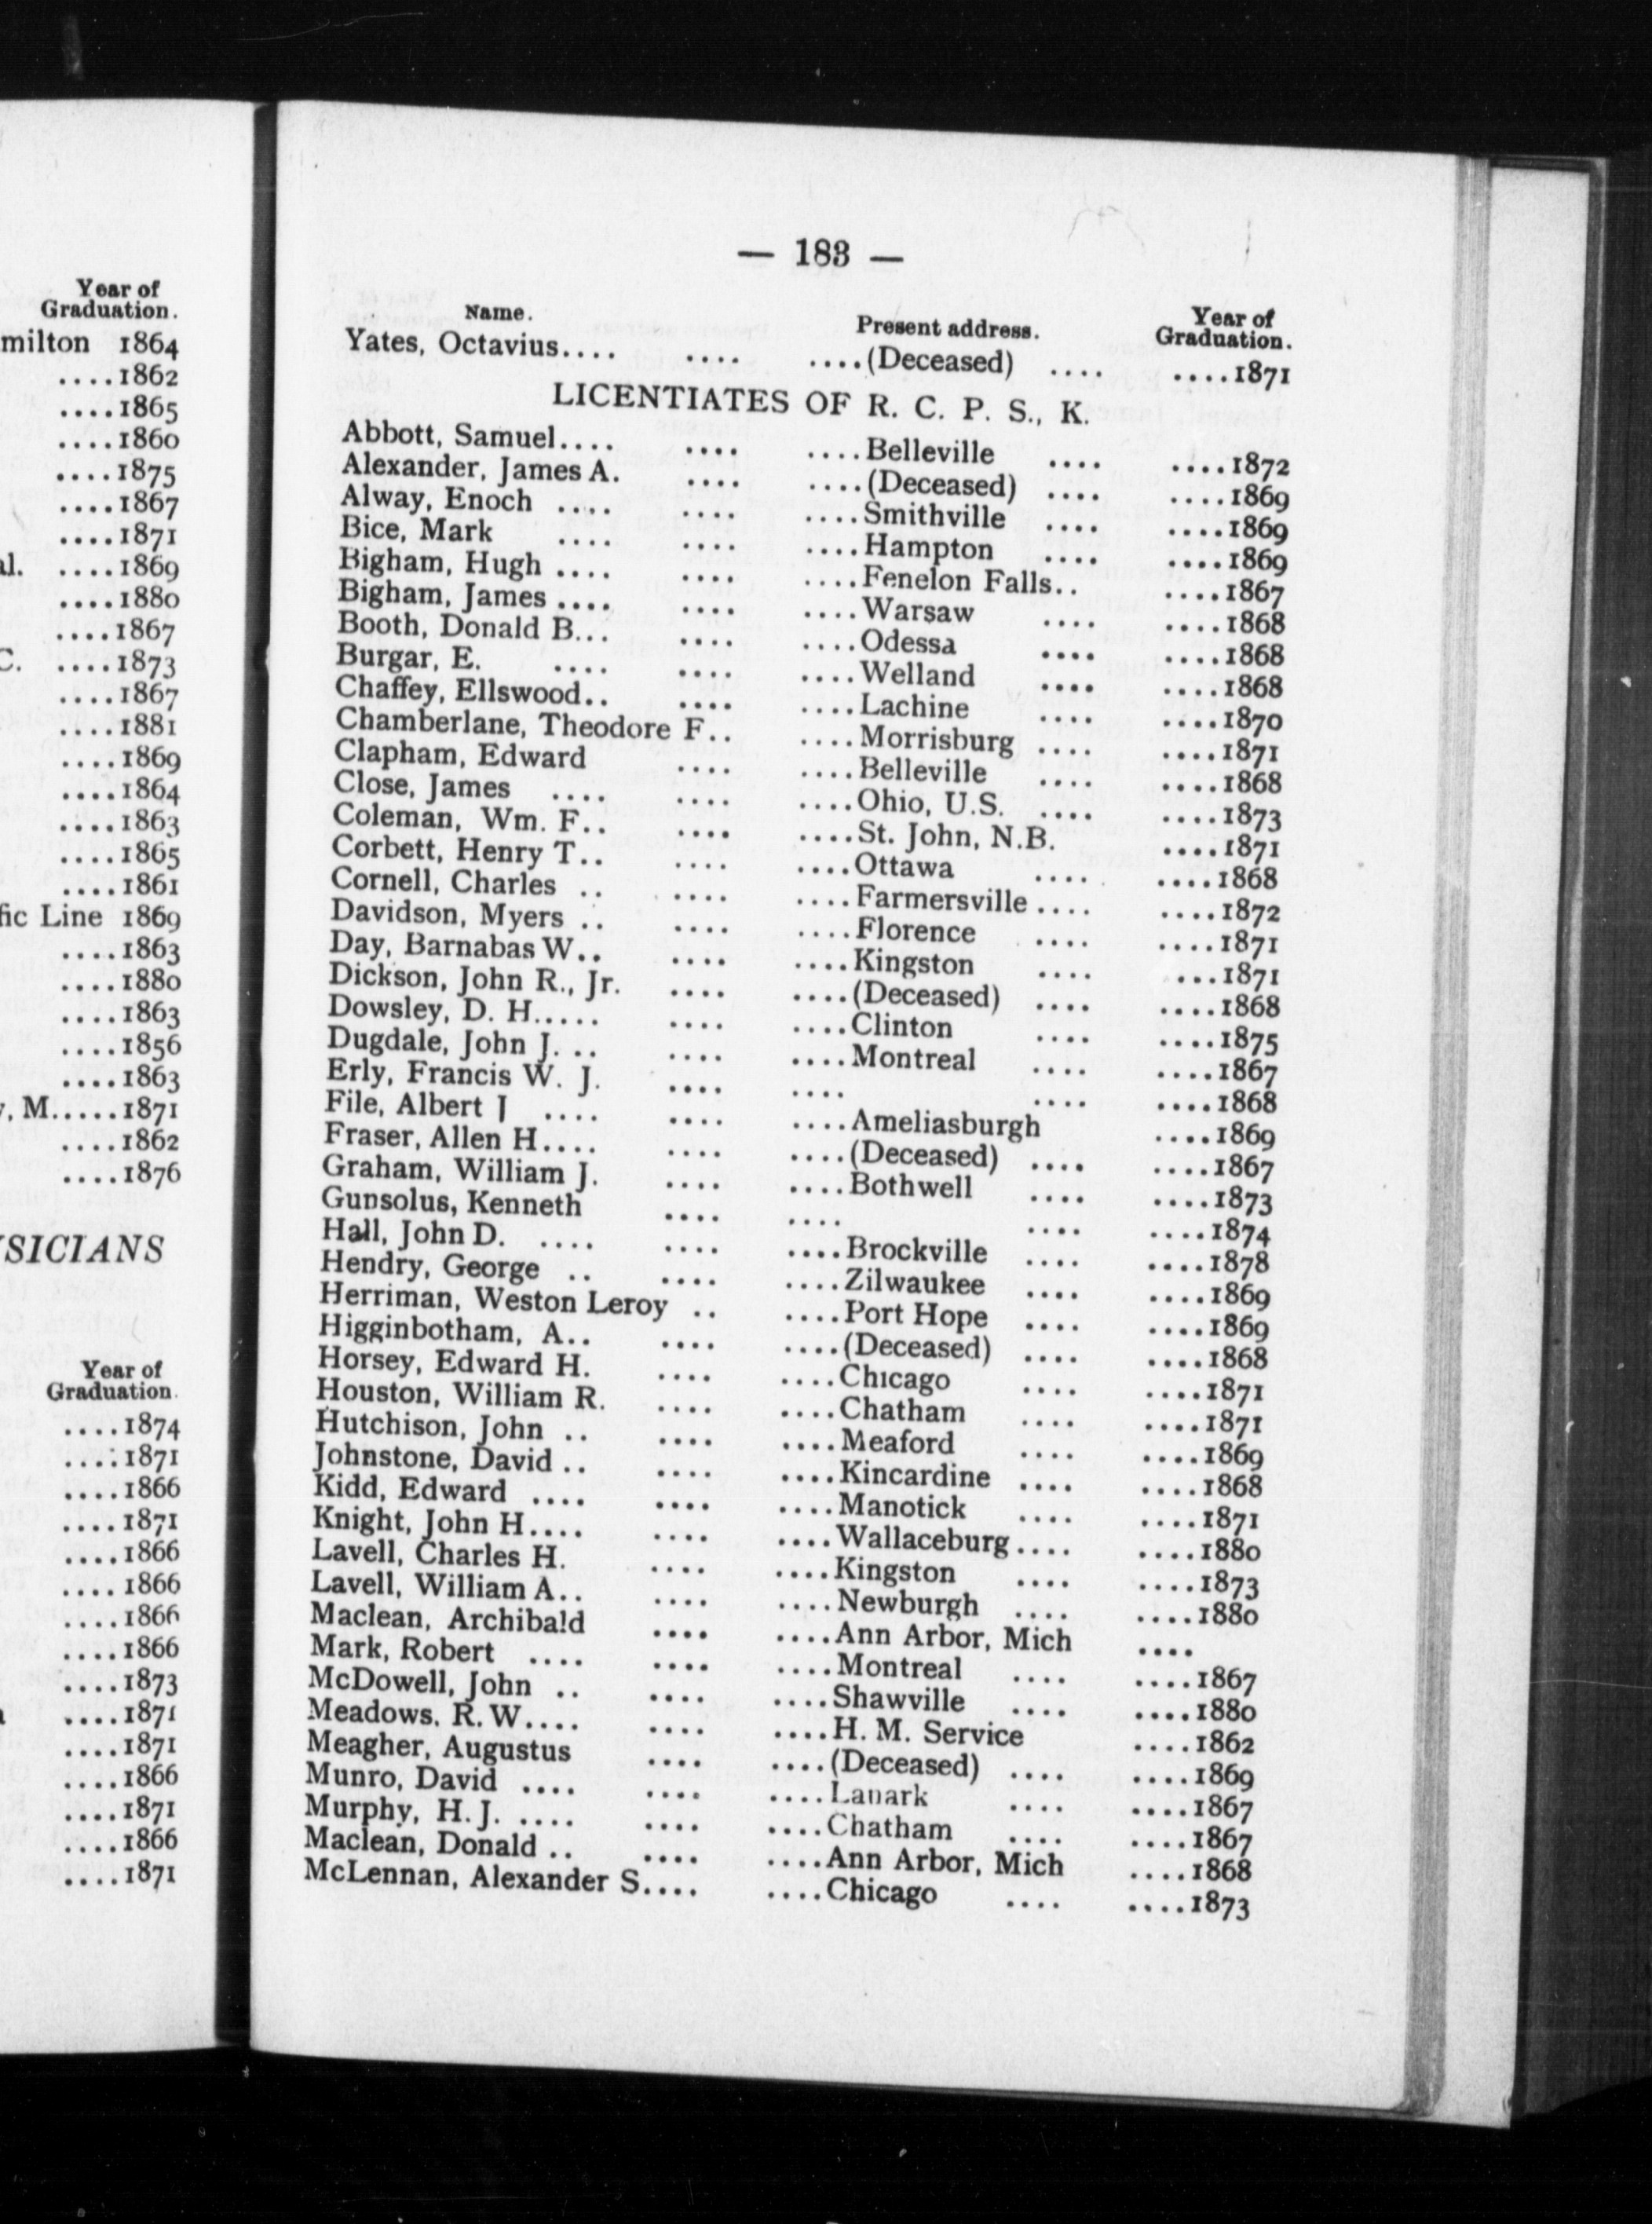 Year of
Graduation.
milton 1864
....1862
....1865
....1860
....1875
....1867
....1871
al. ....1869
....1880
....1867
C. ....1873
....1867
....1881
....1869
....1864
....1863
....1865
....1861
fic Line 1869
....1863
....1880
....1863
....1856
....1863
, M.....1871
....1862
....1876
SICIANS
Year of
Graduation.
....1874
....1871
....1866
....1871
....1866
....1866
....1866
....1866
....1873
....1871
....1871
....1866
....1871
....1866
....1871
— 183 —
Name. Present address. Year of Graduation.
Yates, Octavius.... .... ....(Deceased) .... ....1871
LICENTIATES OF R. C. P. S., K.
Abbott, Samuel.... .... ....Belleville .... ....1872
Alexander, James A. .... ....(Deceased) .... ....1869
Alway, Enoch .... .... ....Smithville .... ....1869
Bice, Mark .... .... ....Hampton .... ....1869
Bigham, Hugh .... .... ....Fenelon Falls.. ....1867
Bigham, James .... .... ....Warsaw .... ....1868
Booth, Donald B... .... ....Odessa .... ....1868
Burgar, E. .... .... ....Welland .... ....1868
Chaffey, Ellswood.. .... ....Lachine .... ....1870
Chamberlane, Theodore F.. ....Morrisburg .... ....1871
Clapham, Edward .... ....Belleville .... ....1868
Close, James .... .... ....Ohio, U.S. .... ....1873
Coleman, Wm. F.. .... ....St. John, N.B. ....1871
Corbett, Henry T.. .... ....Ottawa .... ....1868
Cornell, Charles .. .... ....Farmersville .... ....1872
Davidson, Myers .. .... ....Florence .... ....1871
Day, Barnabas W.. .... ....Kingston .... ...1871
Dickson, John R., Jr. .... ....(Deceased) .... ....1868
Dowsley, D. H..... .... ....Clinton .... ....1875
Dugdale, John J. .. .... ....Montreal .... ....1867
Erly, Francis W. J. .... .... .... ....1868
File, Albert J .... .... ....Ameliasburgh ....1869
Fraser, Allen H.... .... ....(Deceased) .... ....1867
Graham, William J. .... ....Bothwell .... ....1873
Gunsolus, Kenneth .... .... .... ....1874
Hall, John D. .... .... ....Brockville .... ....1878
Hendry, George .. .... ....Zilwaukee .... ....1869
Herriman, Weston Leroy .. ....Port Hope .... ....1869
Higginbotham, A.. .... ....(Deceased) .... ....1868
Horsey, Edward H. .... ....Chicago .... ....1871
Houston, William R. .... ....Chatham .... ....1871
Hutchison, John .. .... ....Meaford .... ....1869
Johnstone, David .. .... ....Kincardine .... ....1868
Kidd, Edward .... .... ....Manotick .... ....1871
Knight, John H.... .... ....Wallaceburg.... ....1880
Lavell, Charles H. .... ....Kingston .... ....1873
Lavell, William A.. .... ....Newburgh .... ....1880
Maclean, Archibald .... ....Ann Arbor, Mich ....
Mark, Robert .... .... ....Montreal .... ....1867
McDowell, John .. .... ....Shawville .... ....1880
Meadows. R. W.... .... ....H. M. Service ....1862
Meagher, Augustus .... ....(Deceased) .... ....1869
Munro, David .... .... ....Lanark .... ....1867
Murphy, H. J. .... .... ....Chatham .... ....1867
Maclean, Donald .. .... ....Ann Arbor, Mich ....1868
McLennan, Alexander S.... ....Chicago .... ....1873